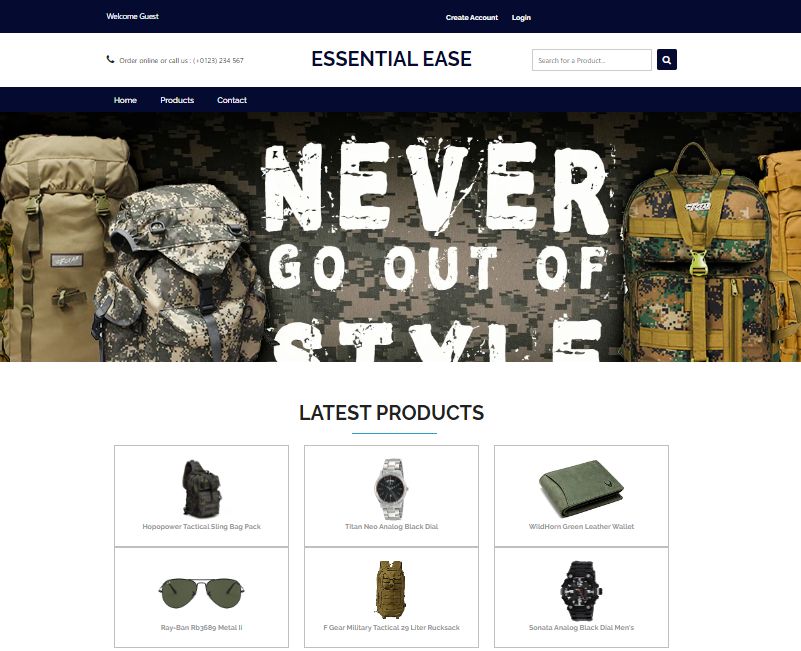 Welcome Guest
Create Account Login
Order online or call us : (+0123) 234 567
ESSENTIAL EASE
Search for a Product...
Home Products Contact
NEVER
GO OUT OF
STYLE
LATEST PRODUCTS
Hopopower Tactical Sling Bag Pack
Titan Neo Analog Black Dial
WildHorn Green Leather Wallet
Ray-Ban Rb3689 Metal Ii
F Gear Military Tactical 29 Liter Rucksack
Sonata Analog Black Dial Men's